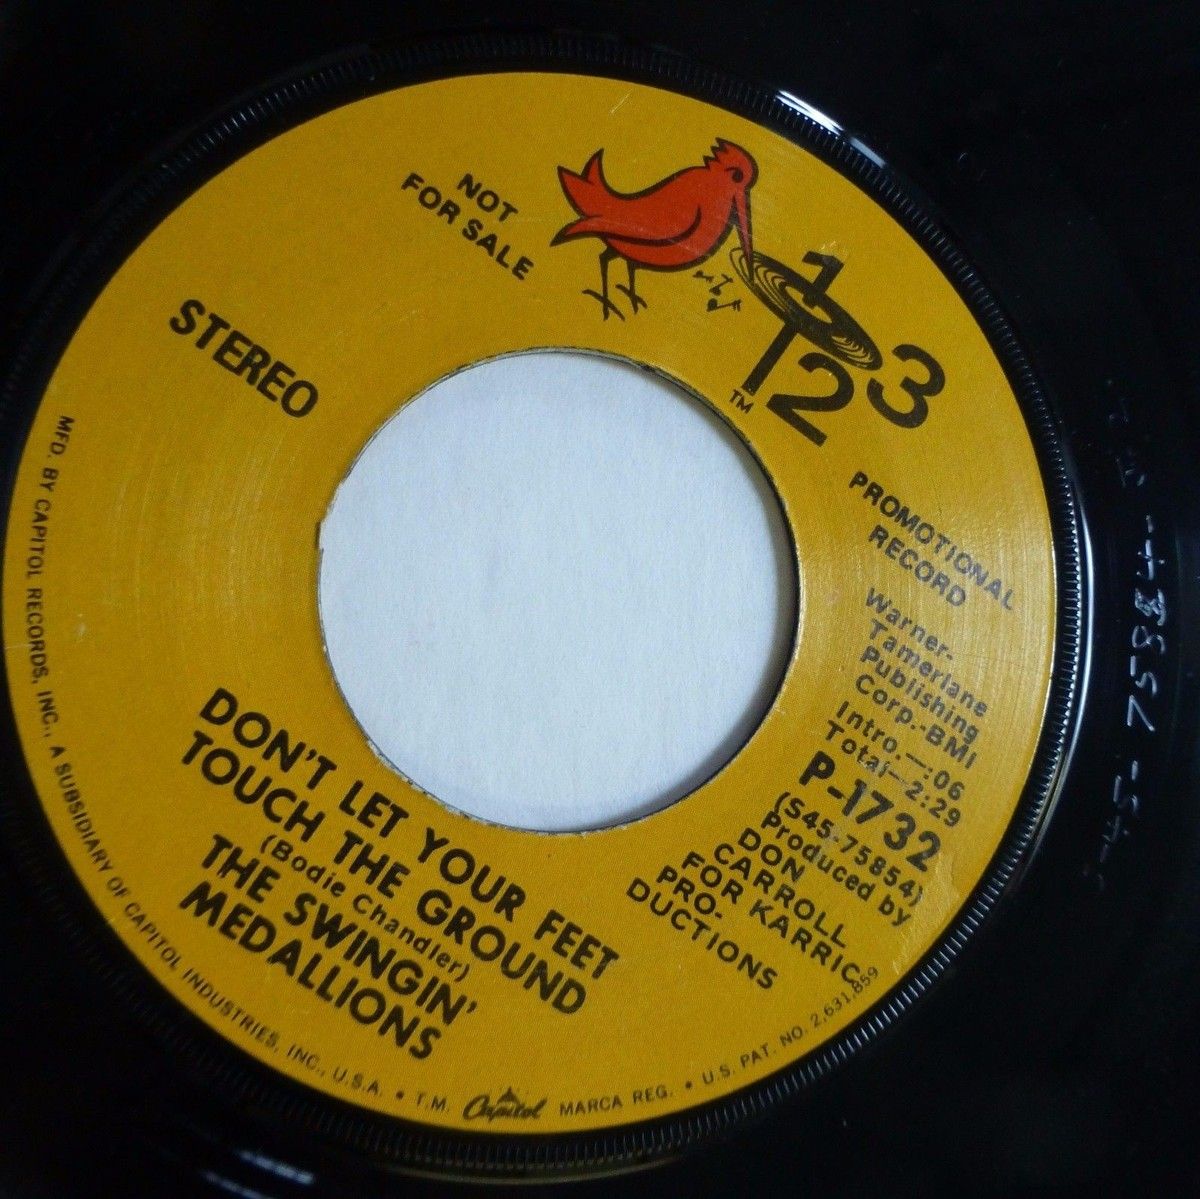 NOT
FOR SALE
STEREO
1 2 3
TM
PROMOTIONAL
RECORD
Warner-
Tamerlane
Publishing
Corp.-BMI
Intro.—:06
Total—2:29
P-1732
(S45-75854)
Produced by
DON
CARROLL
FOR KARRIC
PRO-
DUCTIONS
DON'T LET YOUR FEET
TOUCH THE GROUND
(Bodie Chandler)
THE SWINGIN'
MEDALLIONS
MFD. BY CAPITOL RECORDS, INC., A SUBSIDIARY OF CAPITOL INDUSTRIES, INC., U.S.A. • T.M. Capitol MARCA REG. • U.S. PAT. NO. 2,631,859